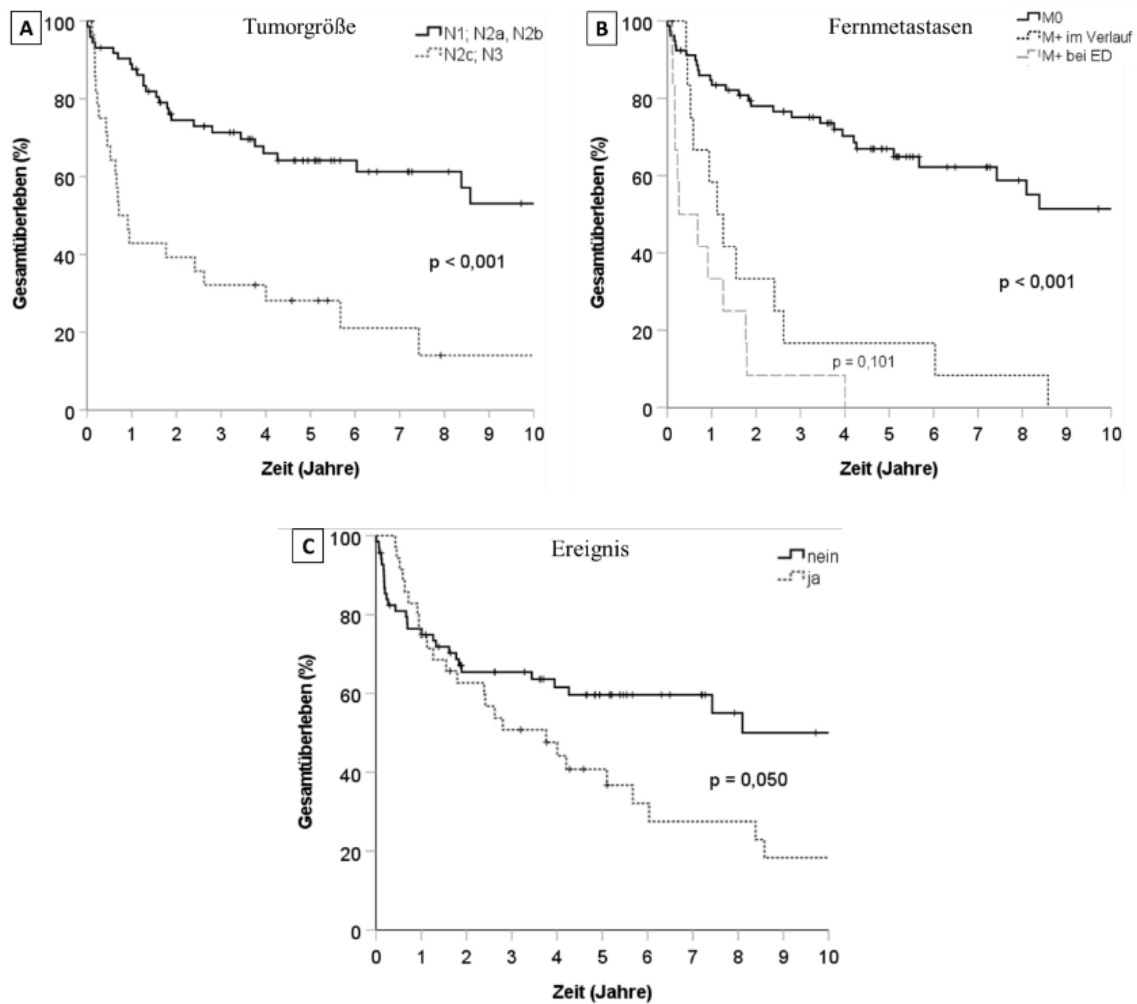 A
Tumorgröße
N1; N2a, N2b
N2c; N3
Gesamtüberleben (%)
100
80
60
40
20
0
p < 0,001
0 1 2 3 4 5 6 7 8 9 10
Zeit (Jahre)
B
Fernmetastasen
M0
M+ im Verlauf
M+ bei ED
Gesamtüberleben (%)
100
80
60
40
20
0
p < 0,001
p = 0,101
0 1 2 3 4 5 6 7 8 9 10
Zeit (Jahre)
C
Ereignis
nein
ja
Gesamtüberleben (%)
100
80
60
40
20
0
p = 0,050
0 1 2 3 4 5 6 7 8 9 10
Zeit (Jahre)